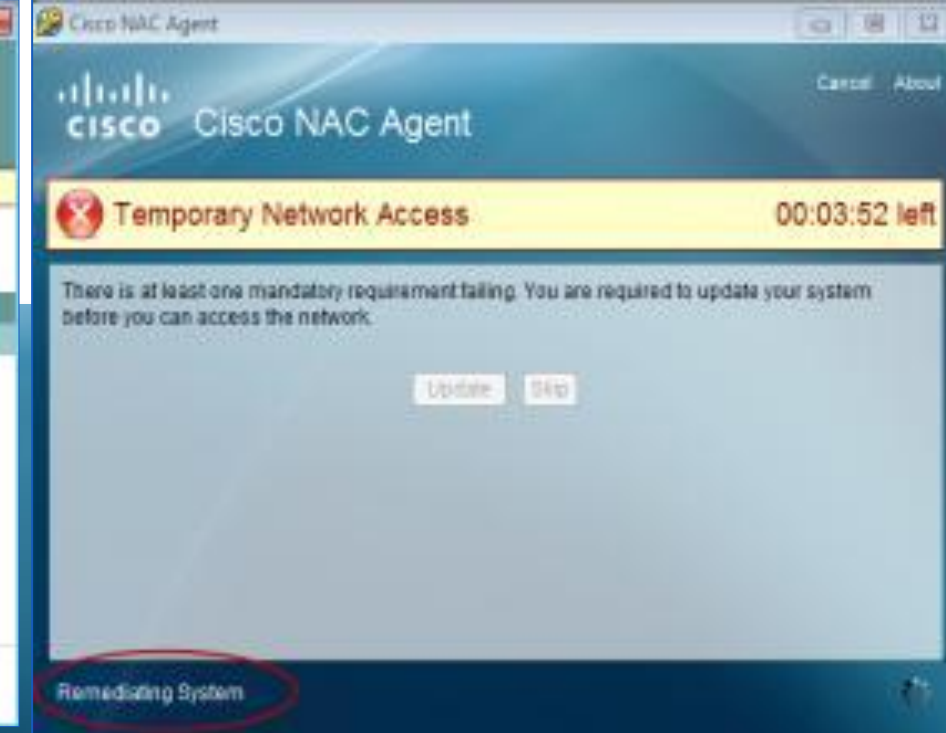 Cisco NAC Agent
Cancel About
CISCO Cisco NAC Agent
Temporary Network Access 00:03:52 left
There is at least one mandatory requirement failing. You are required to update your system
before you can access the network.
Update Skip
Remediating System